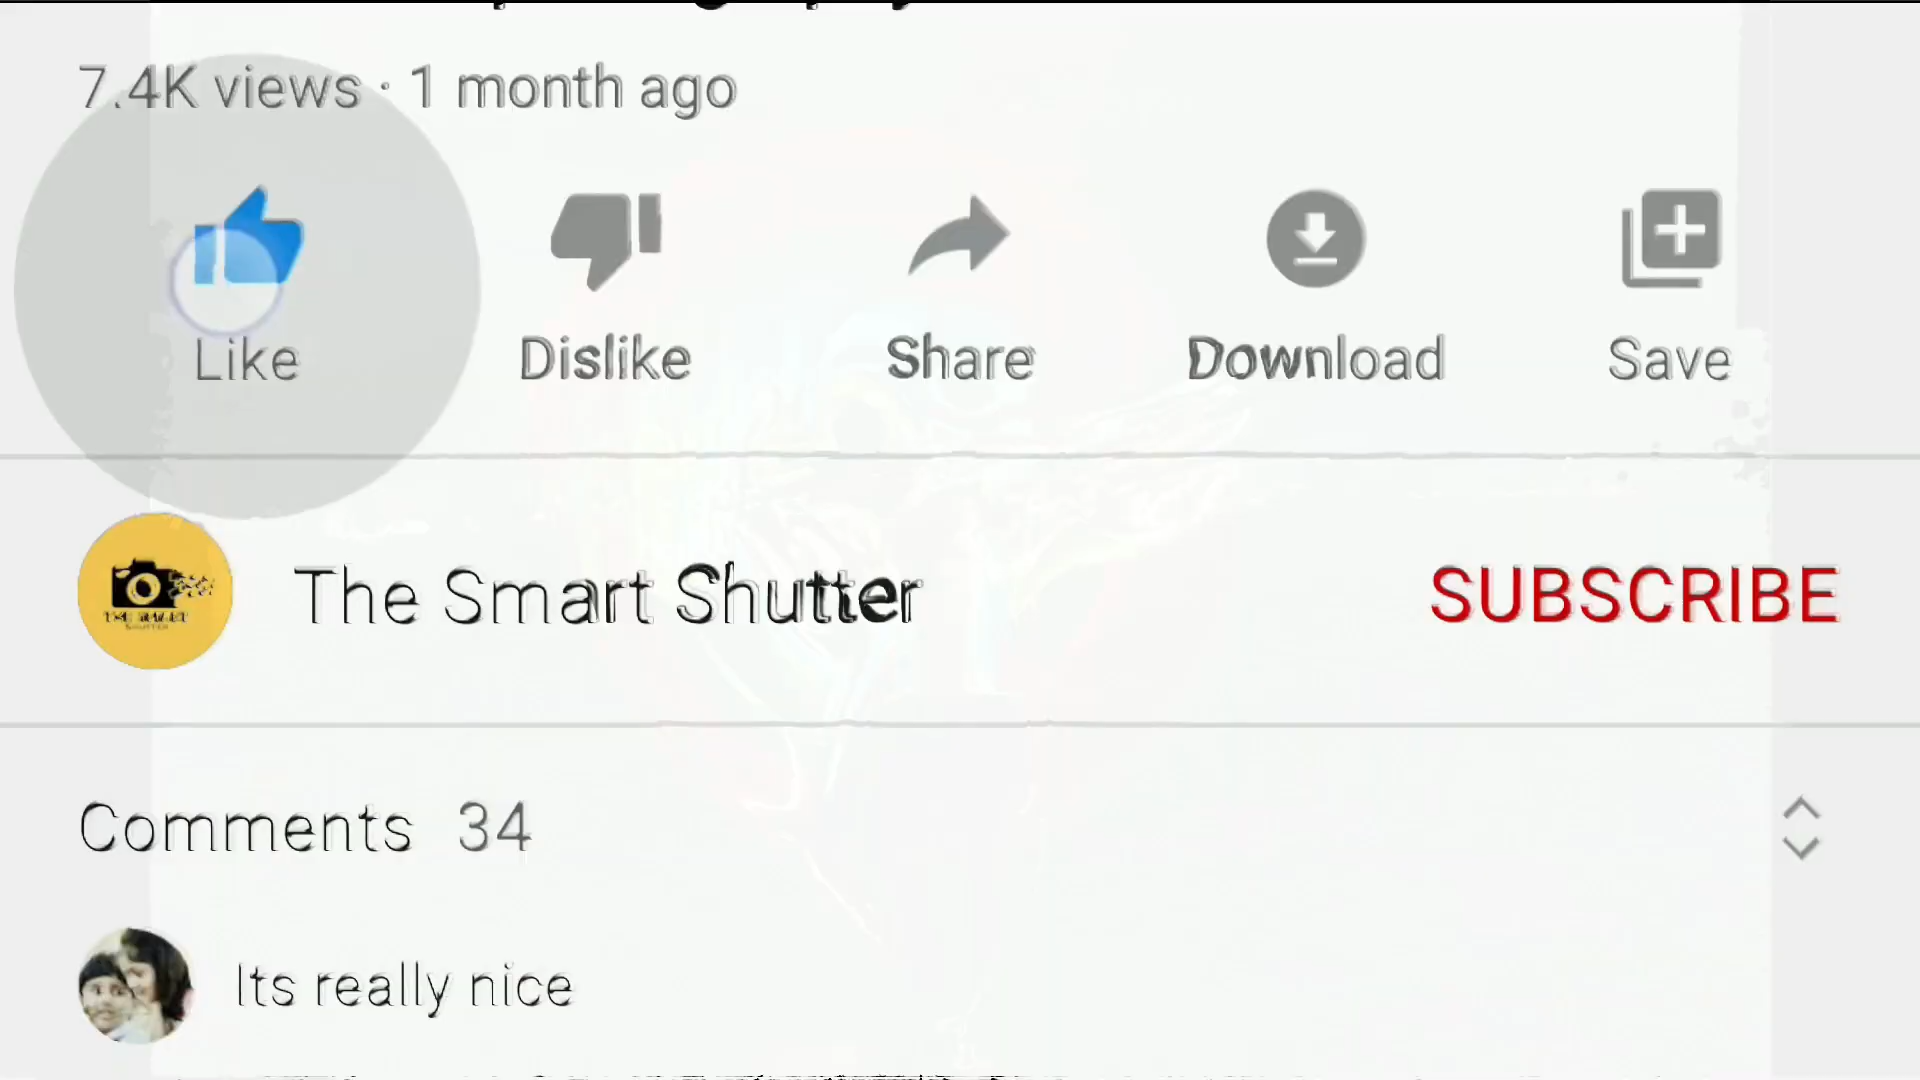 7.4K views · 1 month ago
Like Dislike Share Download Save
The Smart Shutter SUBSCRIBE
Comments 34
Its really nice